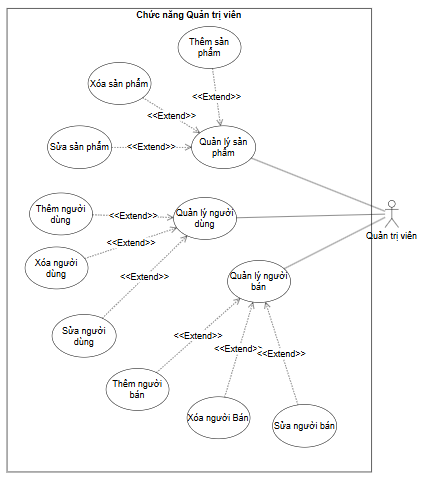 Chức năng Quản trị viên
Thêm sản
phẩm
Xóa sản phẩm
<<Extend>>
<<Extend>>
Sửa sản phẩm
<<Extend>>
Quản lý sản
phẩm
Thêm người
dùng
<<Extend>>
Quản lý người
dùng
Quản trị viên
<<Extend>>
Xóa người
dùng
<<Extend>>
Quản lý người
bán
Sửa người
dùng
<<Extend>>
<<Extend>>
<<Extend>>
Thêm người
bán
Xóa người Bán
Sửa người bán